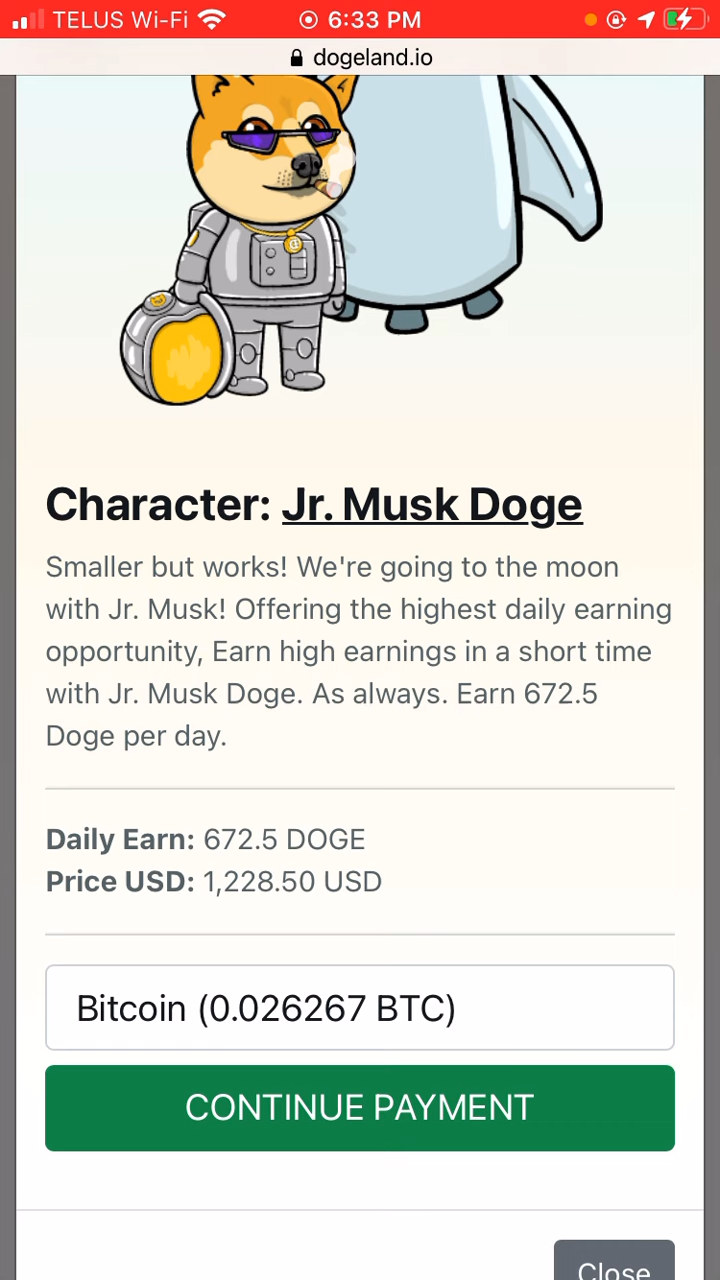 TELUS Wi-Fi 6:33 PM
dogeland.io
Character: Jr. Musk Doge
Smaller but works! We're going to the moon
with Jr. Musk! Offering the highest daily earning
opportunity, Earn high earnings in a short time
with Jr. Musk Doge. As always. Earn 672.5
Doge per day.
Daily Earn: 672.5 DOGE
Price USD: 1,228.50 USD
Bitcoin (0.026267 BTC)
CONTINUE PAYMENT
Close